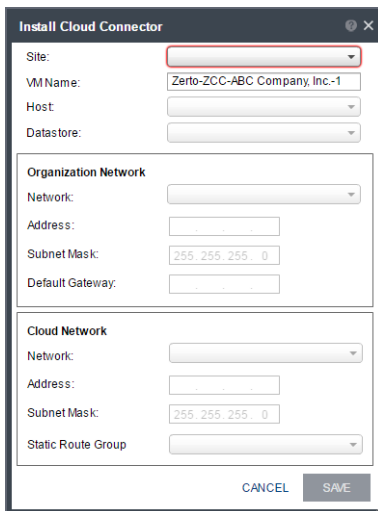 Install Cloud Connector
Site:
VM Name: Zerto-ZCC-ABC Company, Inc.-1
Host:
Datastore:
Organization Network
Network:
Address:
Subnet Mask: 255.255.255. 0
Default Gateway:
Cloud Network
Network:
Address:
Subnet Mask: 255.255.255. 0
Static Route Group
CANCEL SAVE